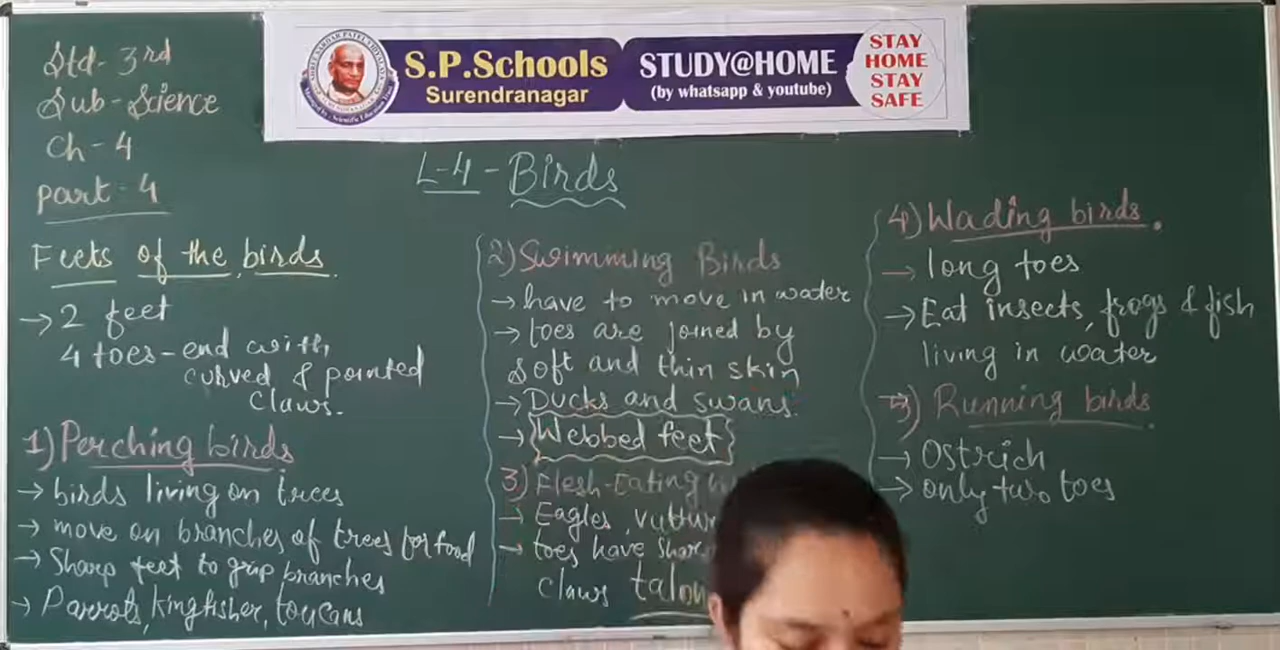 Std- 3rd
Sub-Science
Ch-4
part-4
S.P.Schools
Surendranagar
STUDY@HOME
(by whatsapp & youtube)
STAY
HOME
STAY
SAFE
L-4-Birds
Feets of the birds.
→ 2 feet
4 toes-end with
curved & pointed
claws.
1) Perching birds
→ birds living on trees
→ move on branches of trees for food
→ Sharp feet to grip branches
→ Parrots, kingfisher, toucans
2) Swimming Birds
→ have to move in water
→ toes are joined by
soft and thin skin
→ Ducks and swans.
→ {Webbed feet}
3) Flesh-Eating
→ Eagles,
→ toes have
claws
4) Wading birds.
→ long toes
→ Eat insects, frogs & fish
living in water
5) Running birds.
→ Ostrich
→ only two toes